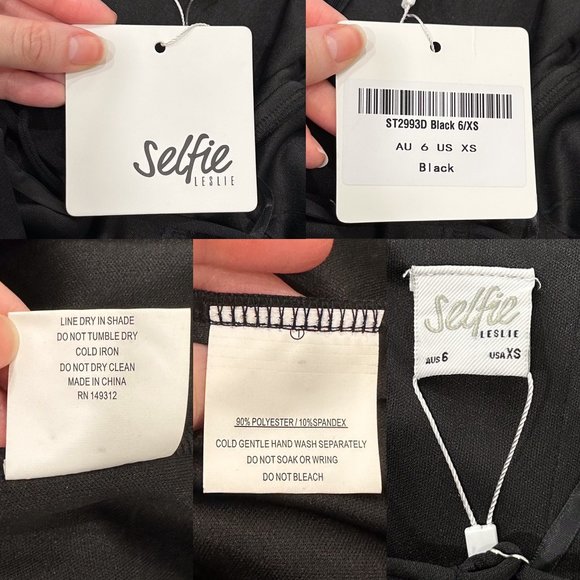 Selfie
LESLIE
ST2993D Black 6/XS
AU 6 US XS
Black
LINE DRY IN SHADE
DO NOT TUMBLE DRY
COLD IRON
DO NOT DRY CLEAN
MADE IN CHINA
RN 149312
90% POLYESTER / 10%SPANDEX
COLD GENTLE HAND WASH SEPARATELY
DO NOT SOAK OR WRING
DO NOT BLEACH
Selfie
LESLIE
AUS 6 USA XS